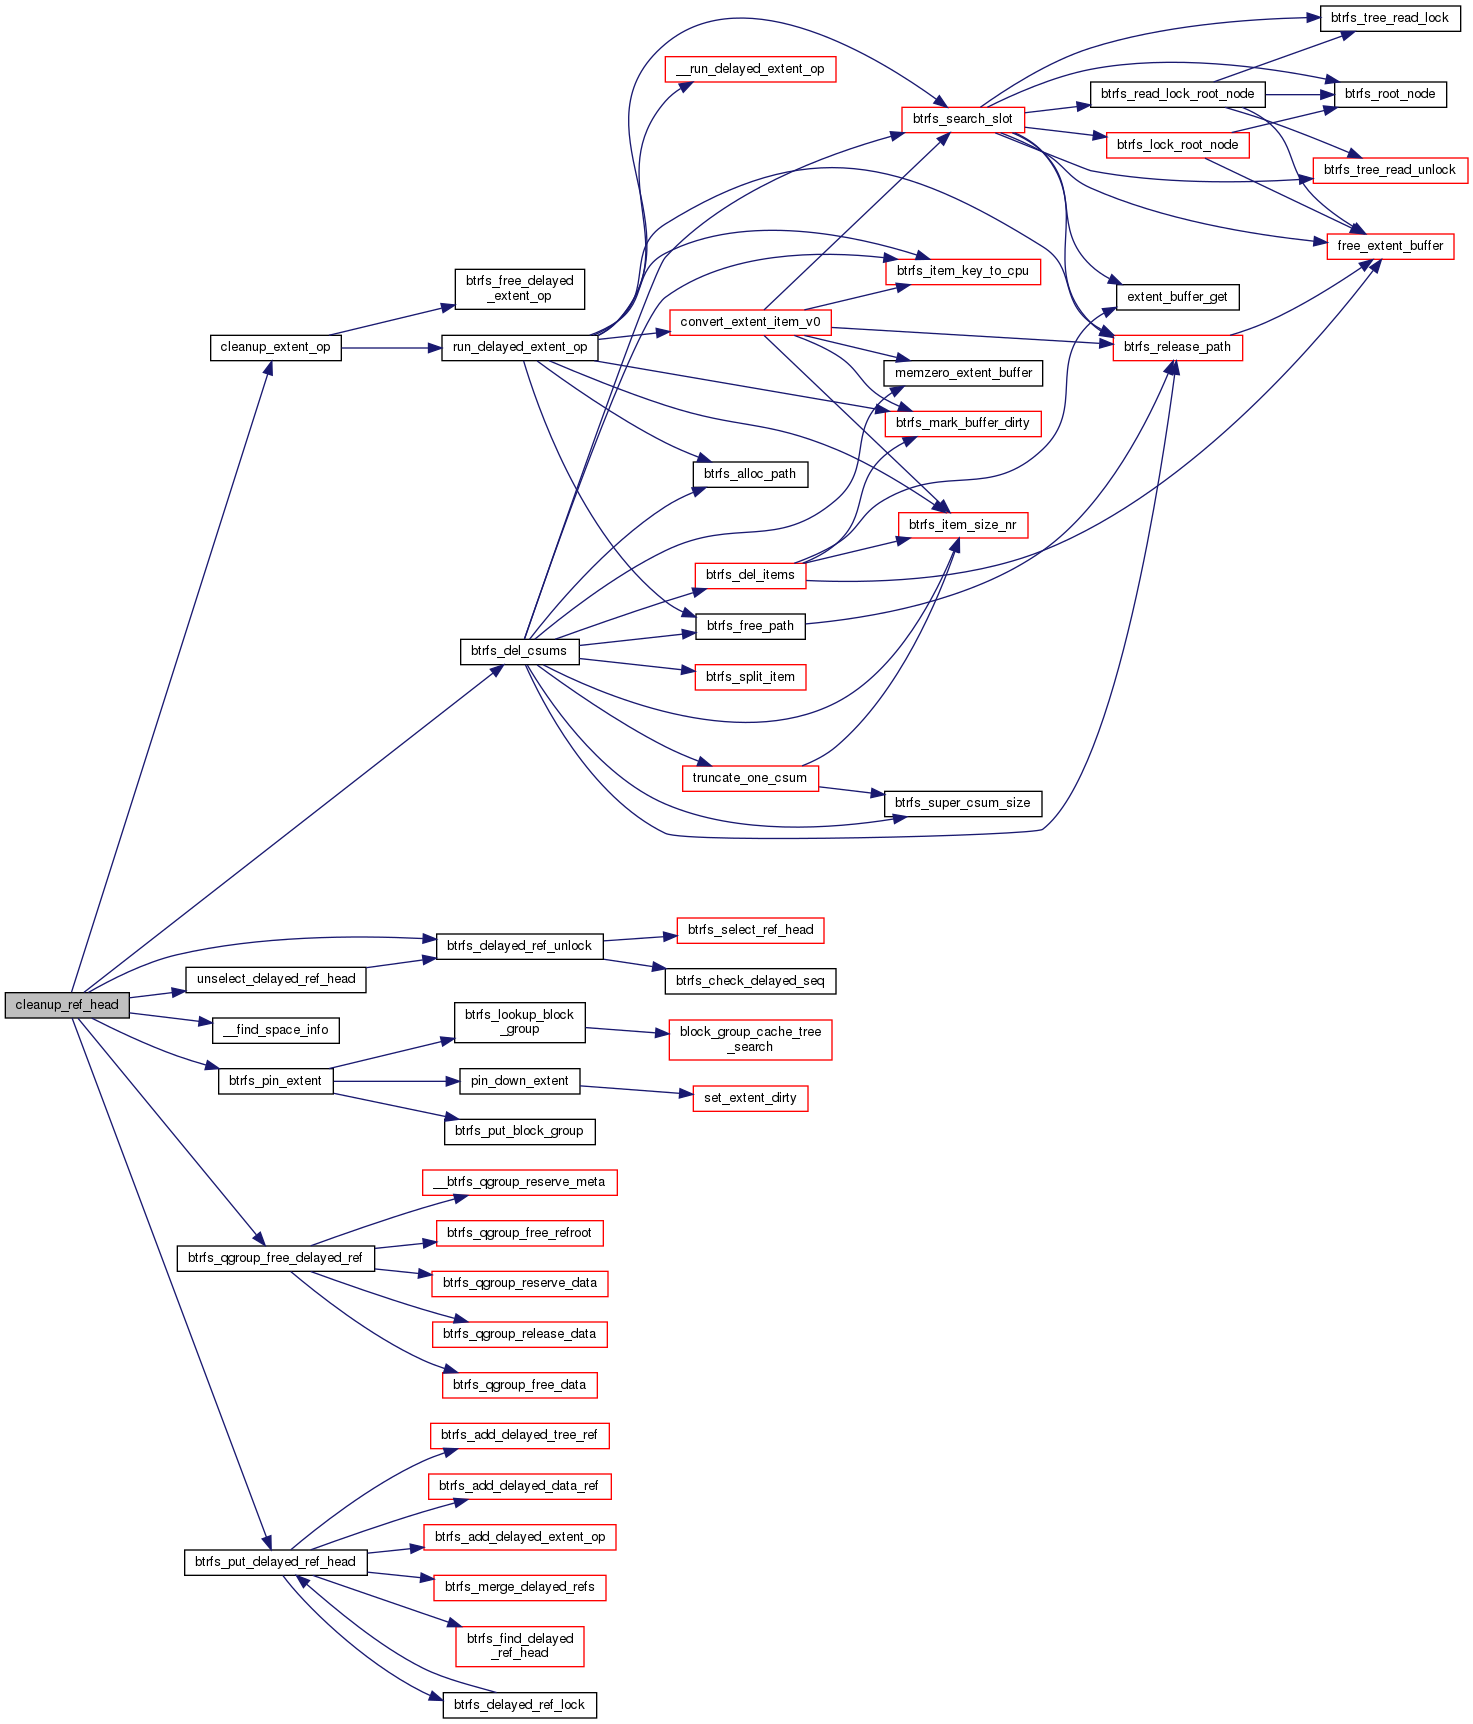 btrfs_tree_read_lock
__run_delayed_extent_op
btrfs_read_lock_root_node
btrfs_root_node
btrfs_search_slot
btrfs_lock_root_node
btrfs_tree_read_unlock
free_extent_buffer
btrfs_item_key_to_cpu
btrfs_free_delayed
_extent_op
extent_buffer_get
convert_extent_item_v0
cleanup_extent_op
run_delayed_extent_op
btrfs_release_path
memzero_extent_buffer
btrfs_mark_buffer_dirty
btrfs_alloc_path
btrfs_item_size_nr
btrfs_del_items
btrfs_free_path
btrfs_del_csums
btrfs_split_item
truncate_one_csum
btrfs_super_csum_size
btrfs_select_ref_head
btrfs_delayed_ref_unlock
unselect_delayed_ref_head
btrfs_check_delayed_seq
cleanup_ref_head
__find_space_info
btrfs_lookup_block
_group
block_group_cache_tree
_search
btrfs_pin_extent
pin_down_extent
set_extent_dirty
btrfs_put_block_group
__btrfs_qgroup_reserve_meta
btrfs_qgroup_free_refroot
btrfs_qgroup_free_delayed_ref
btrfs_qgroup_reserve_data
btrfs_qgroup_release_data
btrfs_qgroup_free_data
btrfs_add_delayed_tree_ref
btrfs_add_delayed_data_ref
btrfs_add_delayed_extent_op
btrfs_put_delayed_ref_head
btrfs_merge_delayed_refs
btrfs_find_delayed
_ref_head
btrfs_delayed_ref_lock